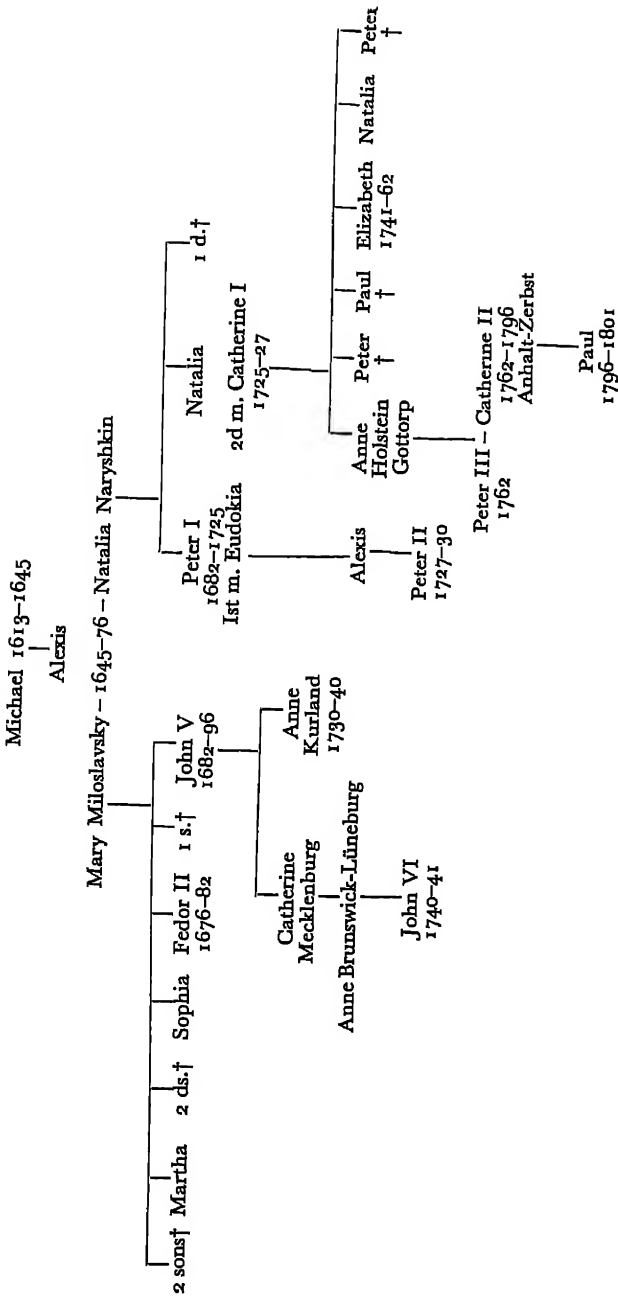 Michael 1613–1645
Alexis
Mary Miloslavsky – 1645–76 – Natalia Naryshkin
2 sons† Martha 2 ds.† Sophia Fedor II 1 s.† John V
1676–82 1682–96
Peter I Natalia 1 d.†
1682–1725
Ist m. Eudokia 2d m. Catherine I
1725–27
Catherine Anne
Mecklenburg Kurland
1730–40
Anne Brunswick-Lüneburg
John VI
1740–41
Alexis
Peter II
1727–30
Anne Peter Paul Elizabeth Natalia Peter
Holstein † † 1741–62 †
Gottorp
Peter III – Catherine II
1762 1762–1796
Anhalt-Zerbst
Paul
1796–1801